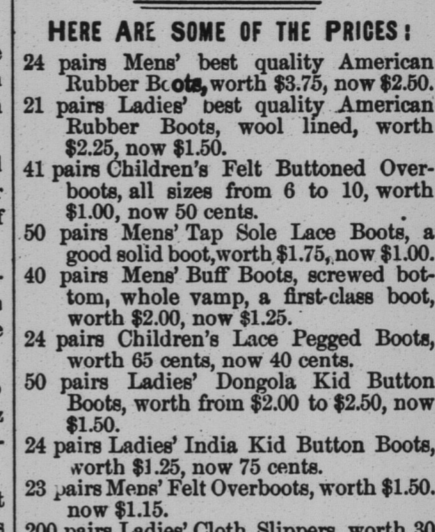 HERE ARE SOME OF THE PRICES:
24 pairs Mens' best quality American
Rubber Boots, worth $3.75, now $2.50.
21 pairs Ladies' best quality American
Rubber Boots, wool lined, worth
$2.25, now $1.50.
41 pairs Children's Felt Buttoned Over-
boots, all sizes from 6 to 10, worth
$1.00, now 50 cents.
50 pairs Mens' Tap Sole Lace Boots, a
good solid boot, worth $1.75, now $1.00.
40 pairs Mens' Buff Boots, screwed bot-
tom, whole vamp, a first-class boot,
worth $2.00, now $1.25.
24 pairs Children's Lace Pegged Boots,
worth 65 cents, now 40 cents.
50 pairs Ladies' Dongola Kid Button
Boots, worth from $2.00 to $2.50, now
$1.50.
24 pairs Ladies' India Kid Button Boots,
worth $1.25, now 75 cents.
23 pairs Mens' Felt Overboots, worth $1.50.
now $1.15.
200 pairs Ladies' Cloth Slippers, worth 30